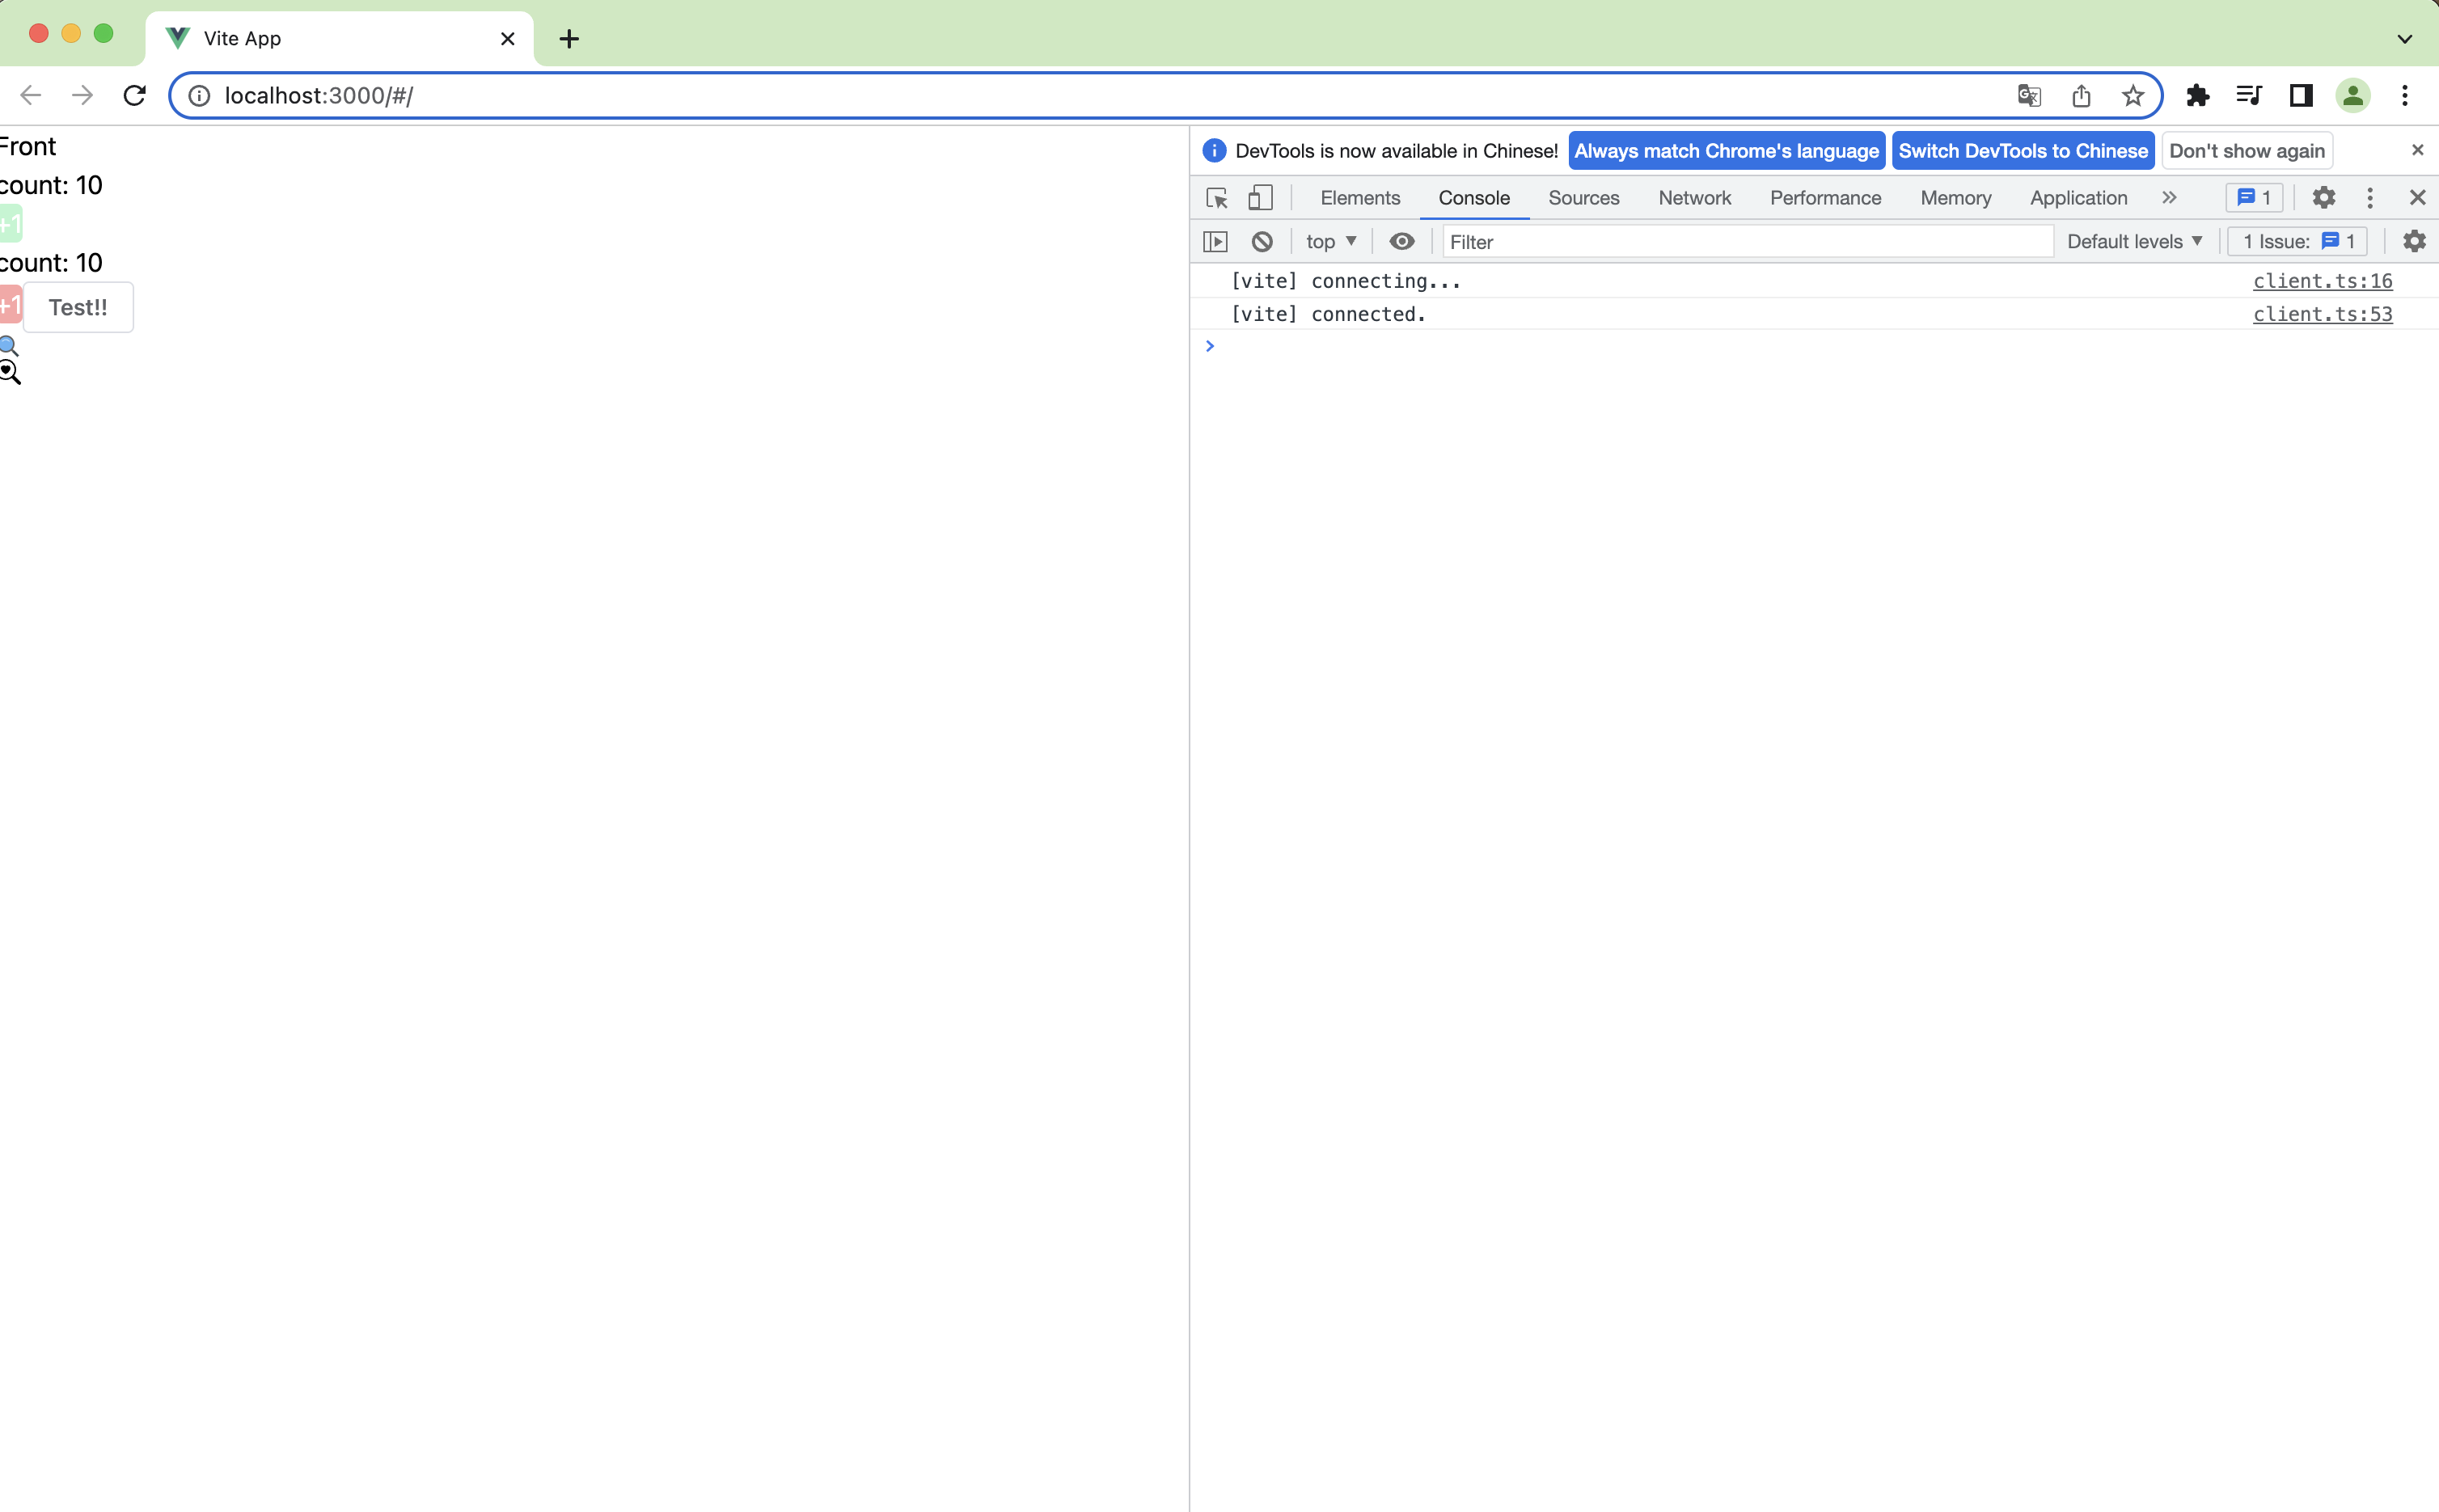 Vite App
localhost:3000/#/
Front
count: 10
+1
count: 10
+1 Test!!
DevTools is now available in Chinese! Always match Chrome's language Switch DevTools to Chinese Don't show again
Elements Console Sources Network Performance Memory Application 1
top Filter Default levels 1 Issue: 1
[vite] connecting... client.ts:16
[vite] connected. client.ts:53